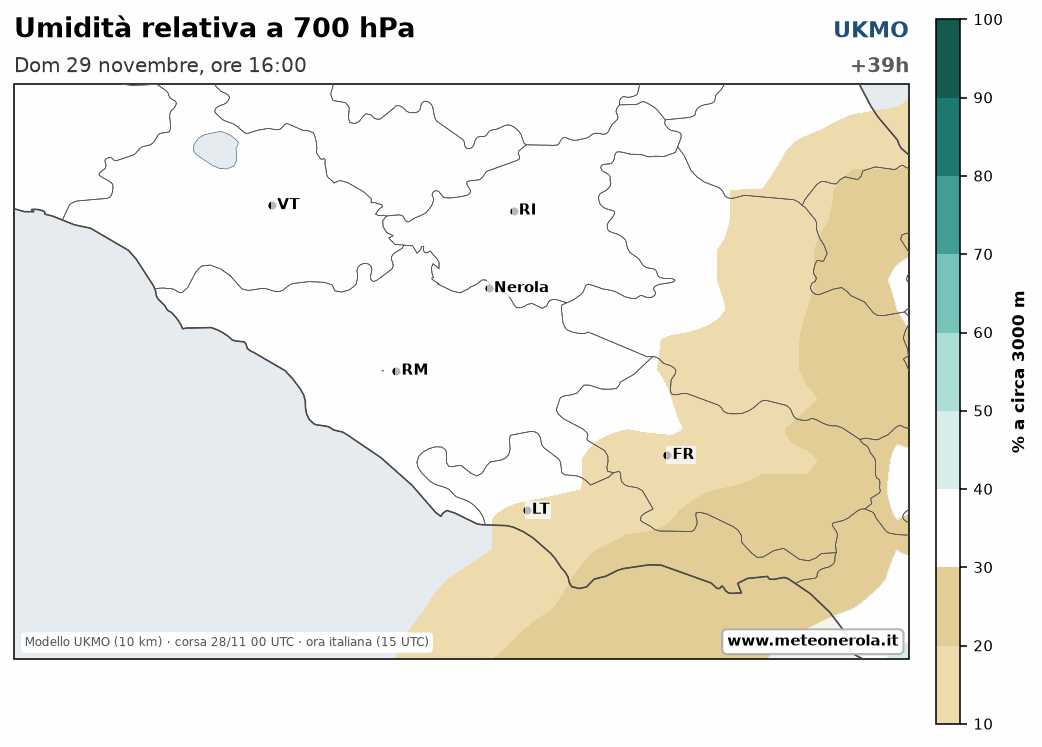 Umidità relativa a 700 hPa
UKMO
Dom 29 novembre, ore 16:00
+39h
100
90
80
70
60
50
40
30
20
10
% a circa 3000 m
VT
RI
Nerola
RM
FR
LT
Modello UKMO (10 km) · corsa 28/11 00 UTC · ora italiana (15 UTC)
www.meteonerola.it